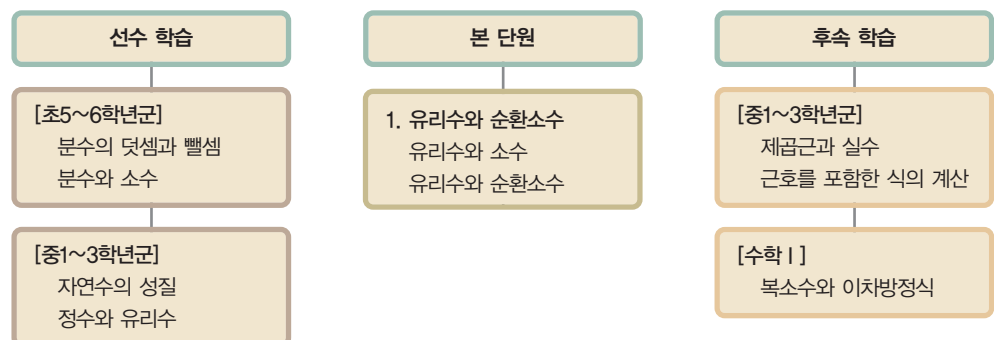 선수 학습
[초5~6학년군]
분수의 덧셈과 뺄셈
분수와 소수
[중1~3학년군]
자연수의 성질
정수와 유리수
본 단원
1. 유리수와 순환소수
유리수와 소수
유리수와 순환소수
후속 학습
[중1~3학년군]
제곱근과 실수
근호를 포함한 식의 계산
[수학 I ]
복소수와 이차방정식